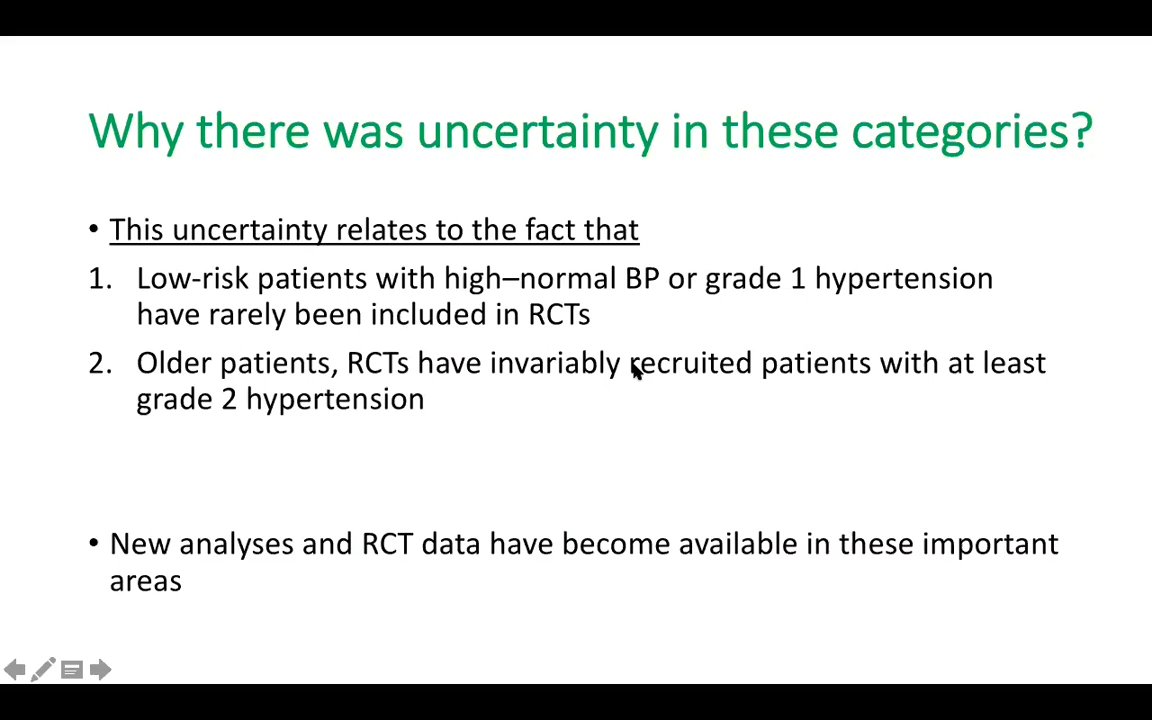 Why there was uncertainty in these categories?
• This uncertainty relates to the fact that
1. Low-risk patients with high–normal BP or grade 1 hypertension
have rarely been included in RCTs
2. Older patients, RCTs have invariably recruited patients with at least
grade 2 hypertension
• New analyses and RCT data have become available in these important
areas